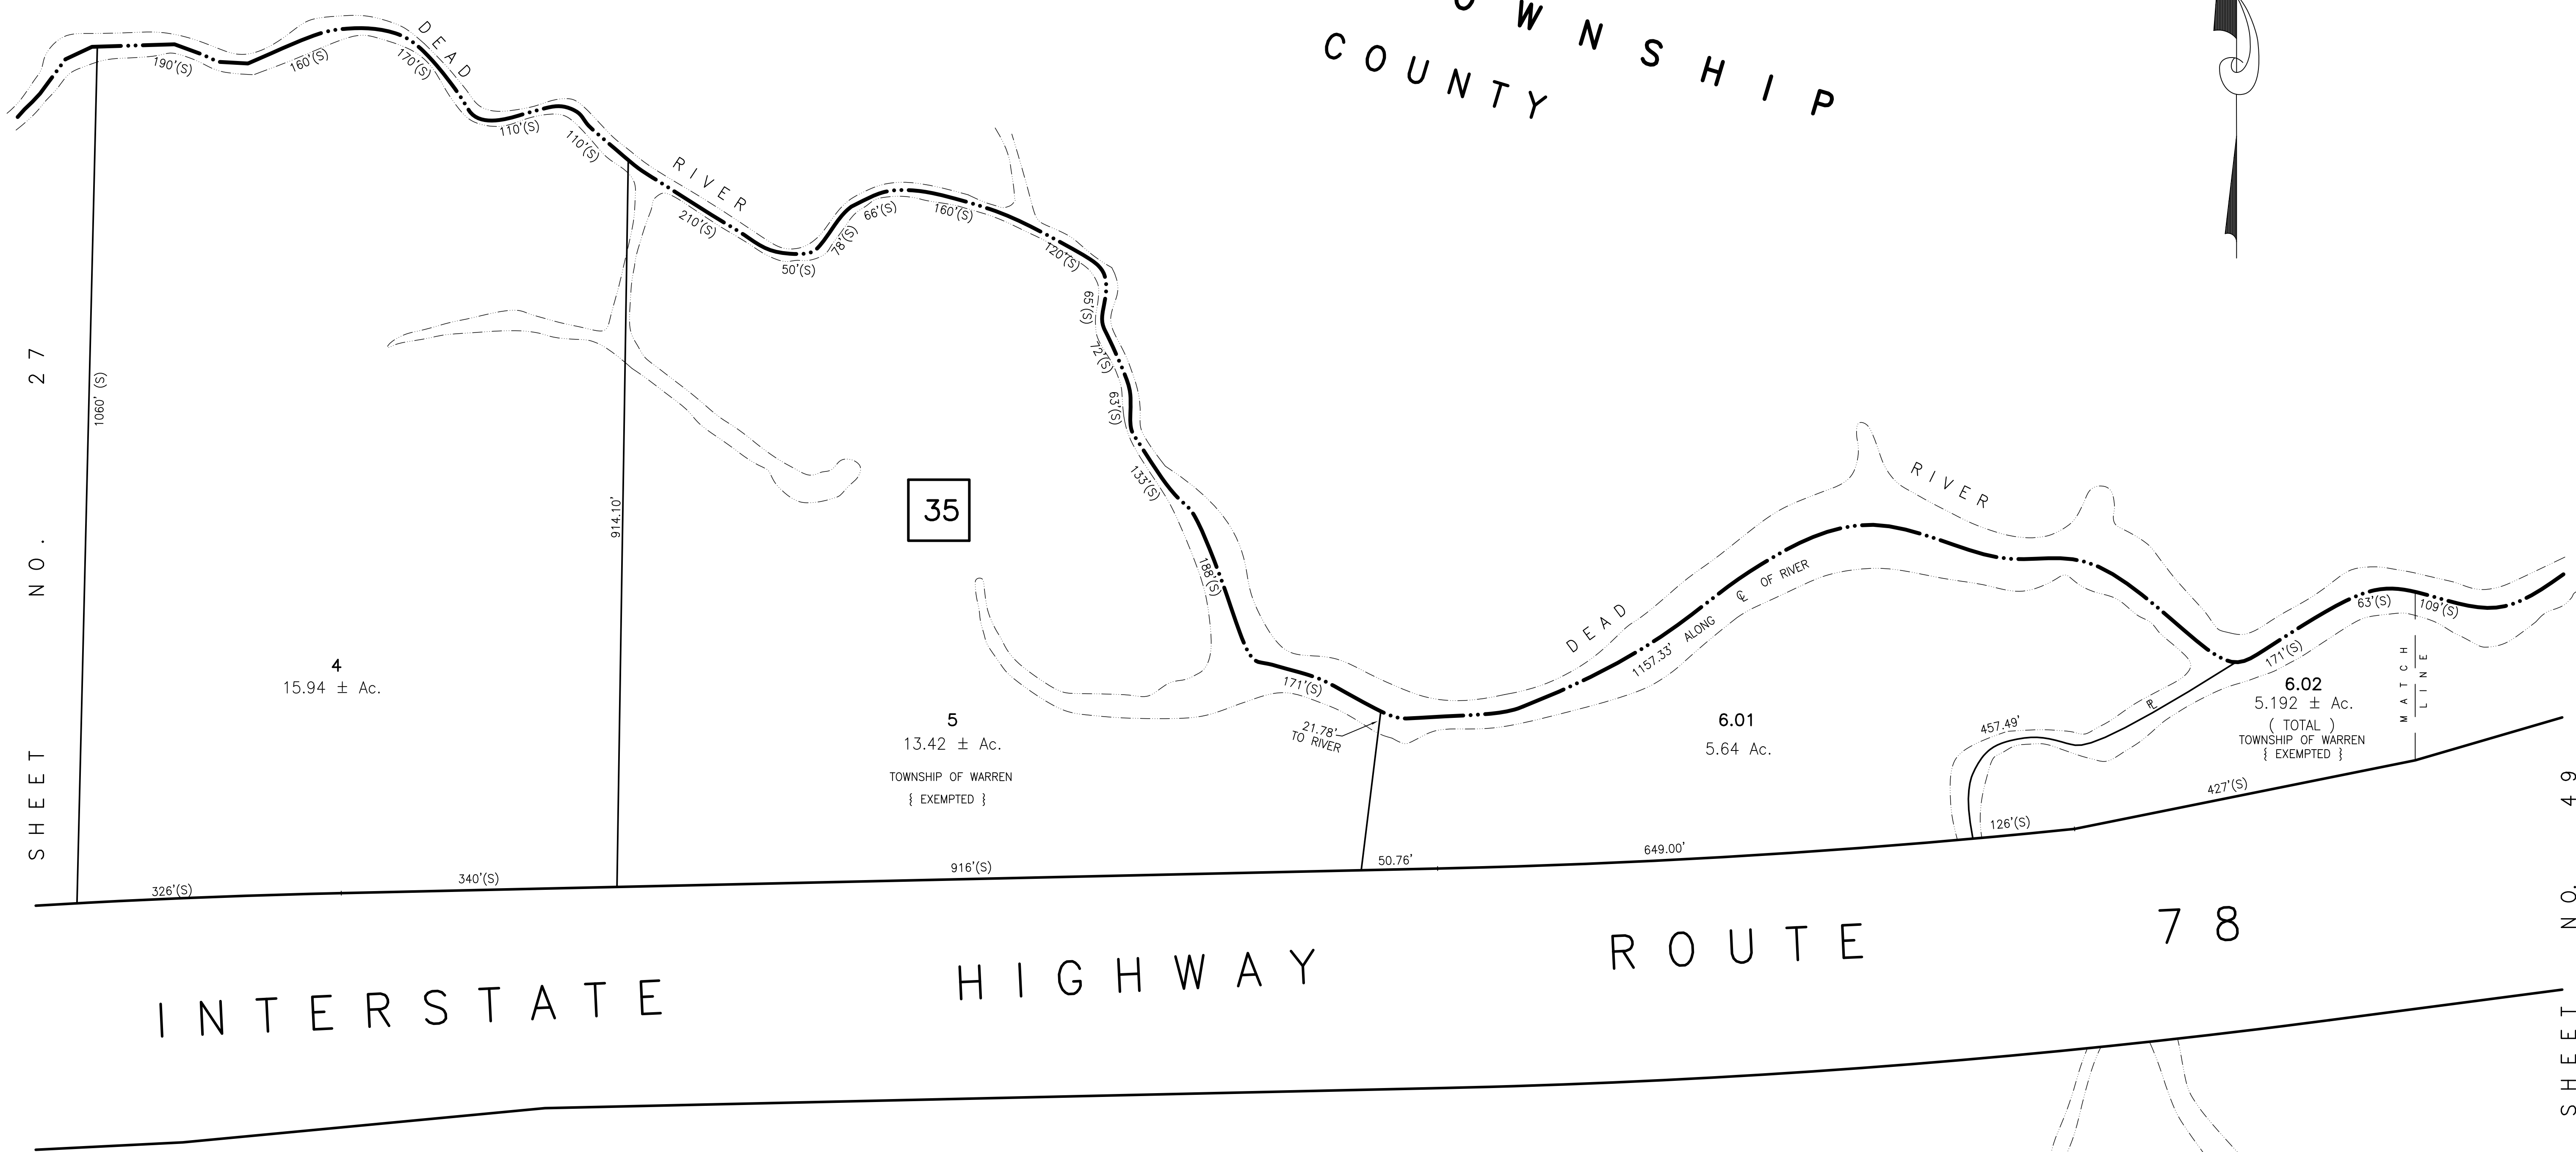 OWNSHIP
COUNTY
DEAD
RIVER
190'(S)
160'(S)
170'(S)
110'(S)
110'(S)
210'(S)
50'(S)
78'(S)
66'(S)
160'(S)
120'(S)
65'(S)
72'(S)
63'(S)
133'(S)
188'(S)
171'(S)
SHEET NO. 27
1060' (S)
914.10'
35
4
15.94 ± Ac.
5
13.42 ± Ac.
TOWNSHIP OF WARREN
{ EXEMPTED }
21.78'
TO RIVER
DEAD
RIVER
1157.33' ALONG ℄ OF RIVER
6.01
5.64 Ac.
457.49'
℄
171'(S)
63'(S)
109'(S)
6.02
5.192 ± Ac.
( TOTAL )
TOWNSHIP OF WARREN
{ EXEMPTED }
MATCH
LINE
326'(S)
340'(S)
916'(S)
50.76'
649.00'
126'(S)
427'(S)
INTERSTATE HIGHWAY ROUTE 78
SHEET NO. 49